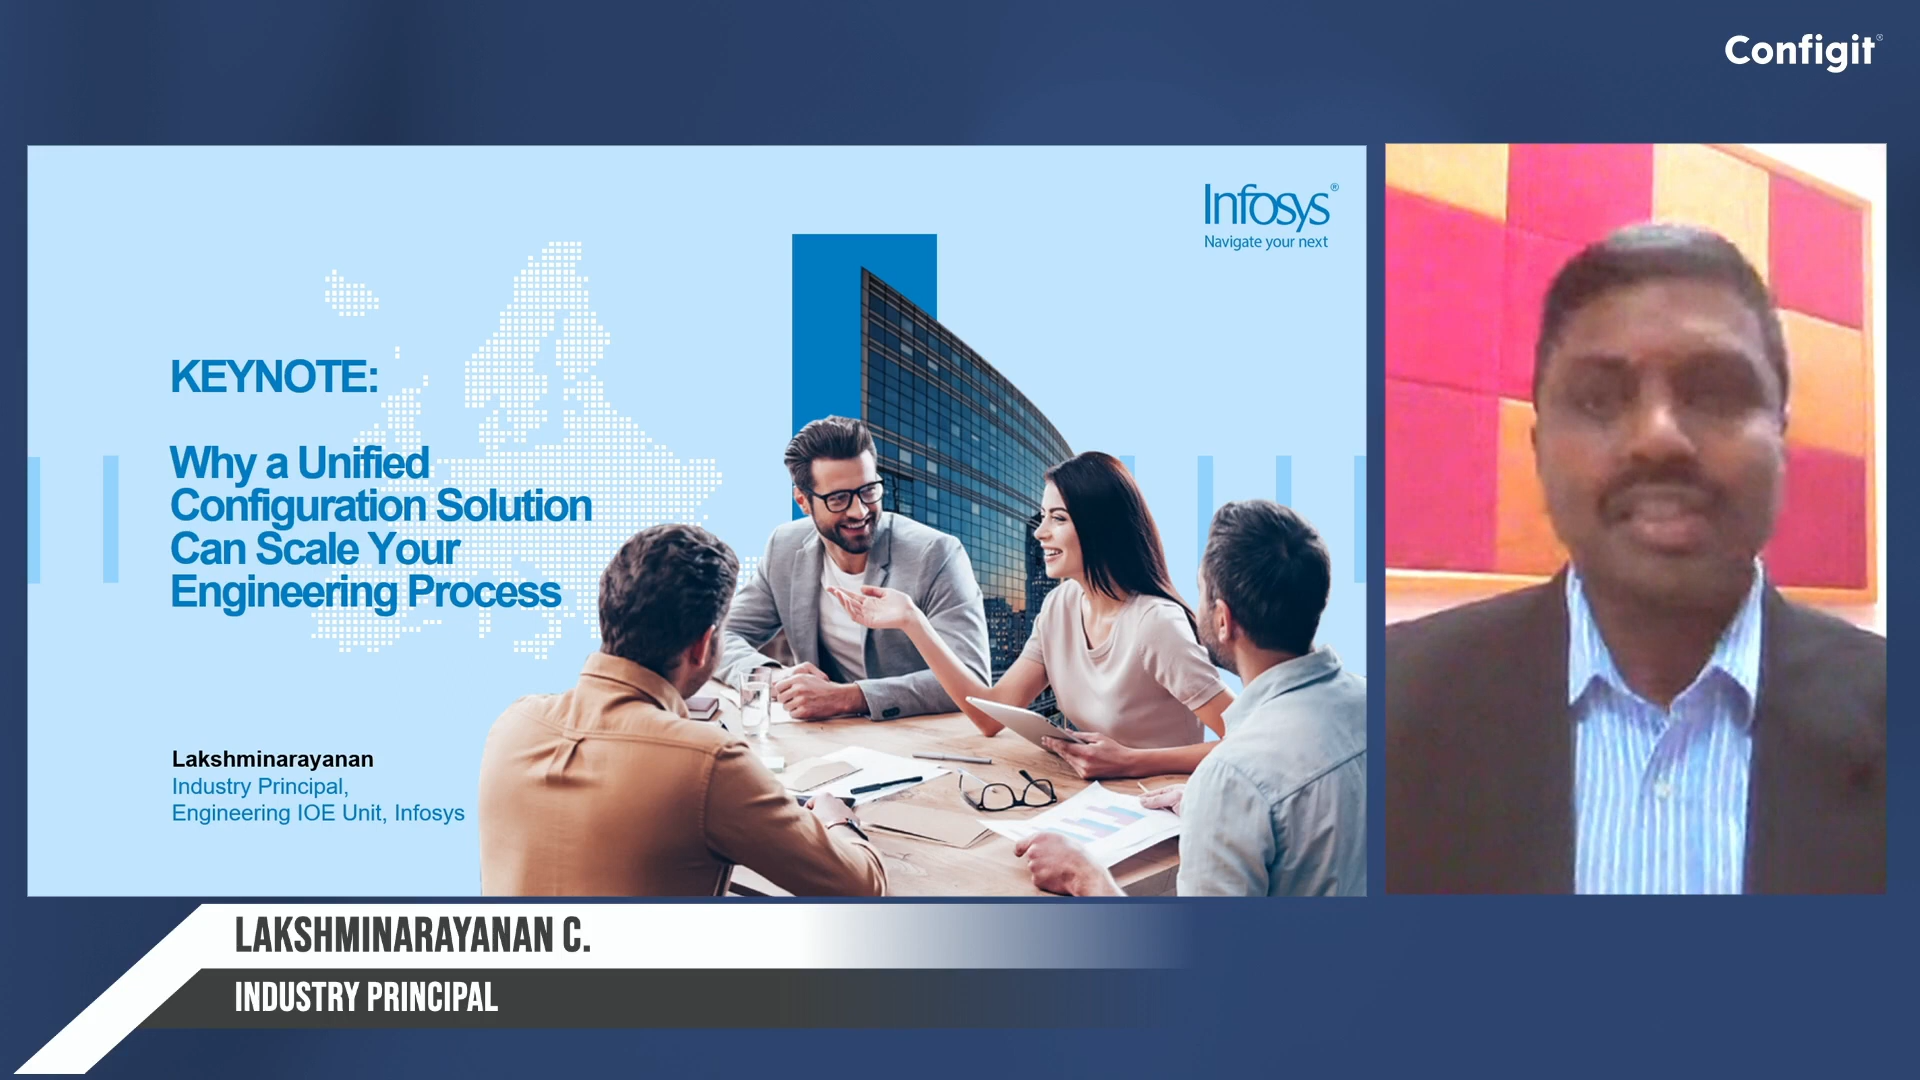 Configit®
Infosys®
Navigate your next
KEYNOTE:
Why a Unified
Configuration Solution
Can Scale Your
Engineering Process
Lakshminarayanan
Industry Principal,
Engineering IOE Unit, Infosys
LAKSHMINARAYANAN C.
INDUSTRY PRINCIPAL